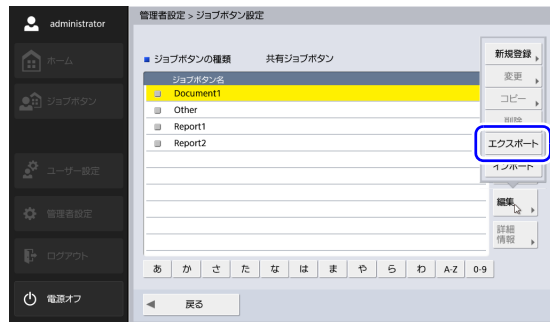 administrator
ホーム
ジョブボタン
ユーザー設定
管理者設定
ログアウト
電源オフ
管理者設定 > ジョブボタン設定
ジョブボタンの種類 共有ジョブボタン
ジョブボタン名
Document1
Other
Report1
Report2
新規登録
変更
コピー
削除
エクスポート
インポート
編集
詳細
情報
あ か さ た な は ま や ら わ A-Z 0-9
戻る